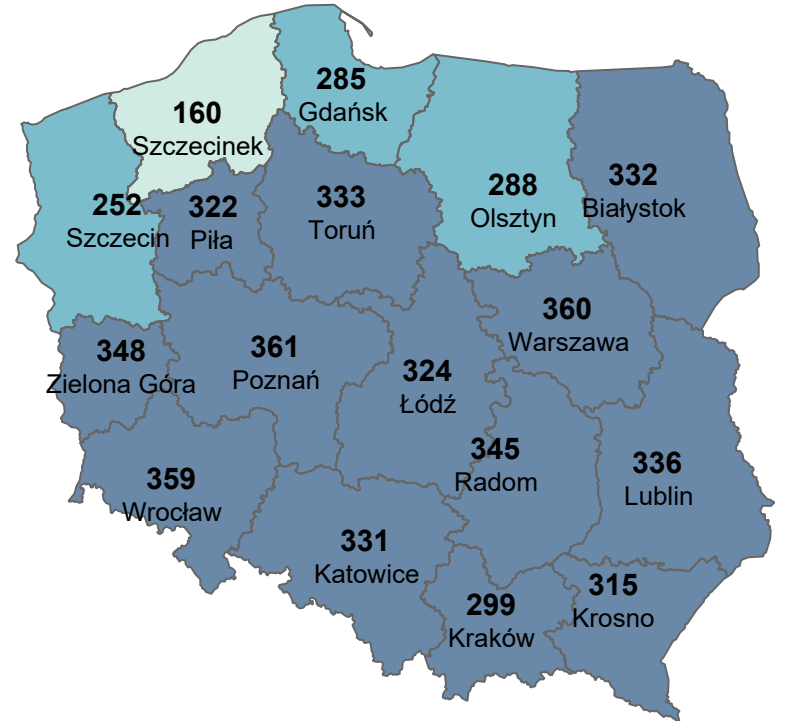 285
Gdańsk
160
Szczecinek
288
Olsztyn
332
Białystok
333
Toruń
252
Szczecin
322
Piła
360
Warszawa
348
Zielona Góra
361
Poznań
324
Łódź
345
Radom
336
Lublin
359
Wrocław
331
Katowice
299
Kraków
315
Krosno